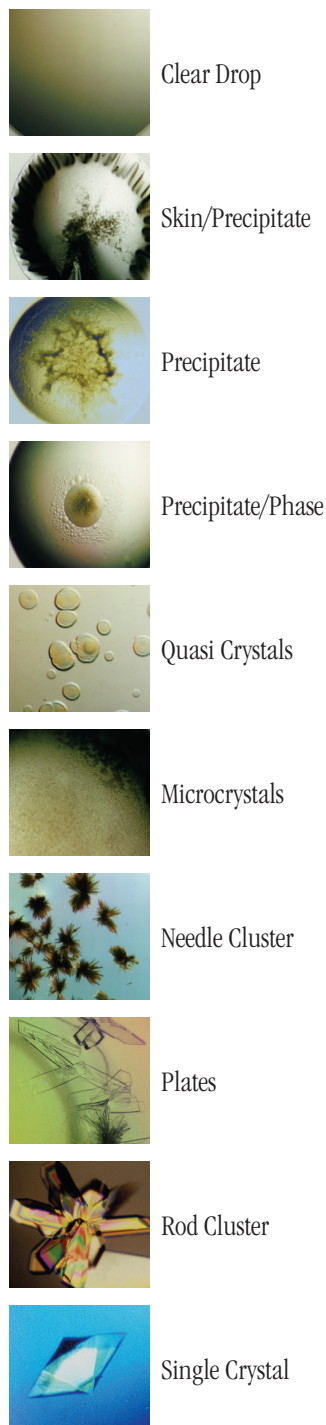 Clear Drop
Skin/Precipitate
Precipitate
Precipitate/Phase
Quasi Crystals
Microcrystals
Needle Cluster
Plates
Rod Cluster
Single Crystal